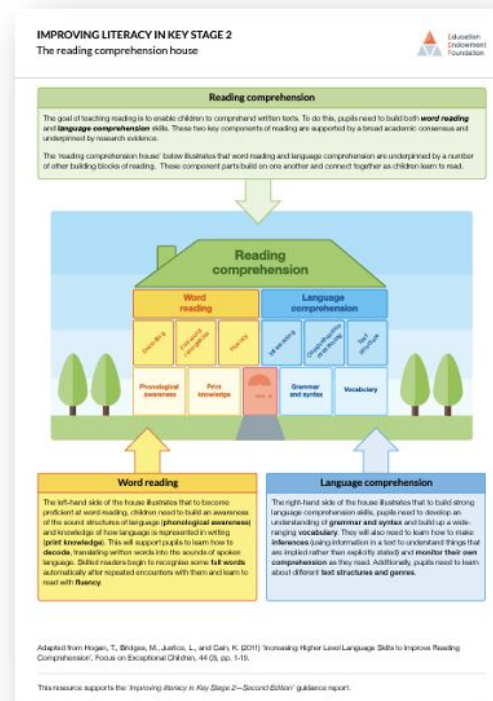 IMPROVING LITERACY IN KEY STAGE 2
The reading comprehension house
Education
Endowment
Foundation
Reading comprehension
The goal of teaching reading is to enable children to comprehend written texts. To do this, pupils need to build both word reading
and language comprehension skills. These two key components of reading are supported by a broad academic consensus and
underpinned by research evidence.
The 'reading comprehension house' below illustrates that word reading and language comprehension are underpinned by a number
of other building blocks of reading. These component parts build on one another and connect together as children learn to read.
Reading
comprehension
Word
reading
Language
comprehension
Decoding
Fluency
Inferencing
Text
structure
Phonological
awareness
Print
knowledge
Grammar
and syntax
Vocabulary
Word reading
The left-hand side of the house illustrates that to become
proficient at word reading, children need to build an awareness
of the sound structures of language (phonological awareness)
and knowledge of how language is represented in writing
(print knowledge). This will support pupils to learn how to
decode, translating written words into the sounds of spoken
language. Skilled readers begin to recognise some full words
automatically after repeated encounters with them and learn to
read with fluency.
Language comprehension
The right-hand side of the house illustrates that to build strong
language comprehension skills, pupils need to develop an
understanding of grammar and syntax and build up a wide-
ranging vocabulary. They will also need to learn how to make
inferences (using information in a text to understand things that
are implied rather than explicitly stated) and monitor their own
comprehension as they read. Additionally, pupils need to learn
about different text structures and genres.
Adapted from Hogan, T., Bridges, M., Justice, L., and Cain, K. (2011) 'Increasing Higher Level Language Skills to Improve Reading
Comprehension', Focus on Exceptional Children, 44 (3), pp. 1-19.
This resource supports the 'Improving literacy in Key Stage 2—Second Edition' guidance report.